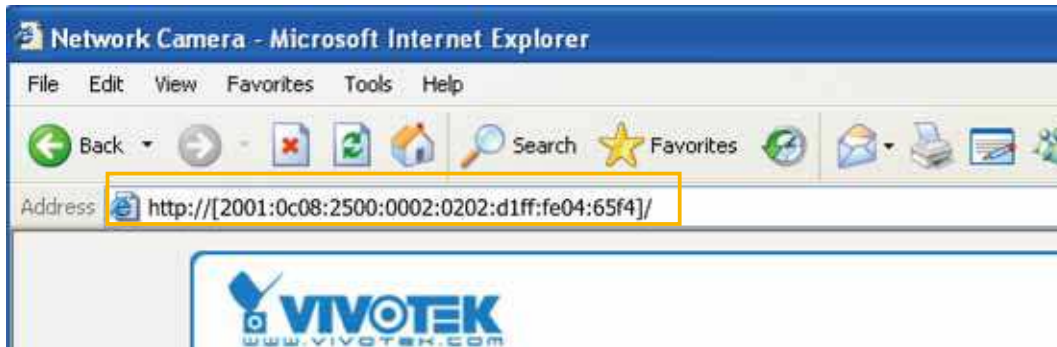 Network Camera - Microsoft Internet Explorer
File Edit View Favorites Tools Help
Back Search Favorites
Address http://[2001:0c08:2500:0002:0202:d1ff:fe04:65f4]/
VIVOTEK
www.vivotek.com